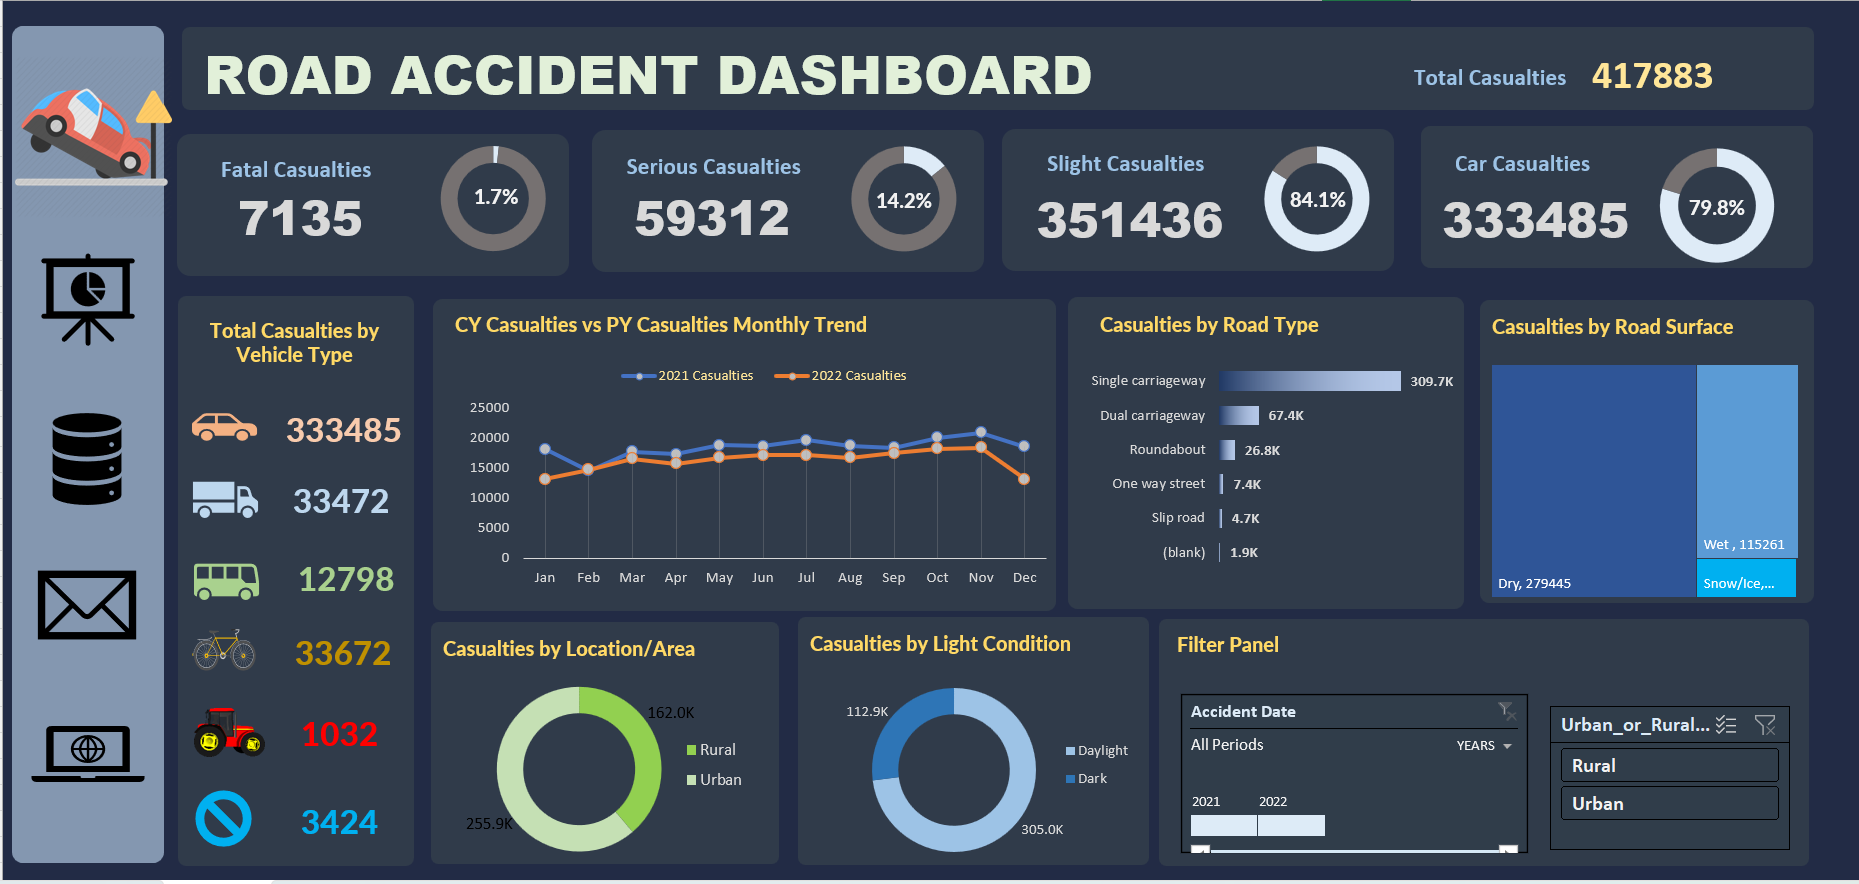 ROAD ACCIDENT DASHBOARD
Total Casualties 417883
Fatal Casualties
7135
1.7%
Serious Casualties
59312
14.2%
Slight Casualties
351436
84.1%
Car Casualties
333485
79.8%
Total Casualties by
Vehicle Type
333485
33472
12798
33672
1032
3424
CY Casualties vs PY Casualties Monthly Trend
2021 Casualties 2022 Casualties
25000
20000
15000
10000
5000
0
Jan Feb Mar Apr May Jun Jul Aug Sep Oct Nov Dec
Casualties by Road Type
Single carriageway 309.7K
Dual carriageway 67.4K
Roundabout 26.8K
One way street 7.4K
Slip road 4.7K
(blank) 1.9K
Casualties by Road Surface
Wet , 115261
Dry, 279445
Snow/Ice,...
Casualties by Location/Area
162.0K
Rural
Urban
255.9K
Casualties by Light Condition
112.9K
Daylight
Dark
305.0K
Filter Panel
Accident Date
All Periods YEARS
2021 2022
Urban_or_Rural...
Rural
Urban